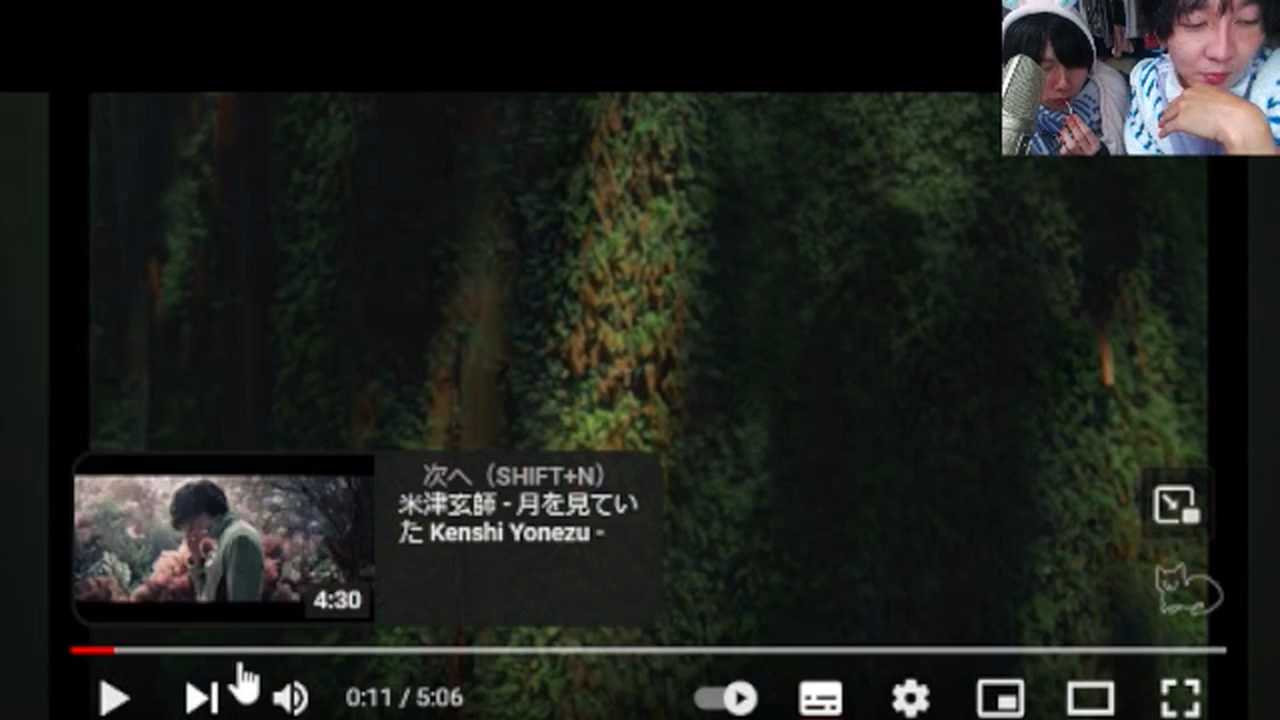 次へ（SHIFT+N）
米津玄師 - 月を見てい
た Kenshi Yonezu -
4:30
0:11 / 5:06